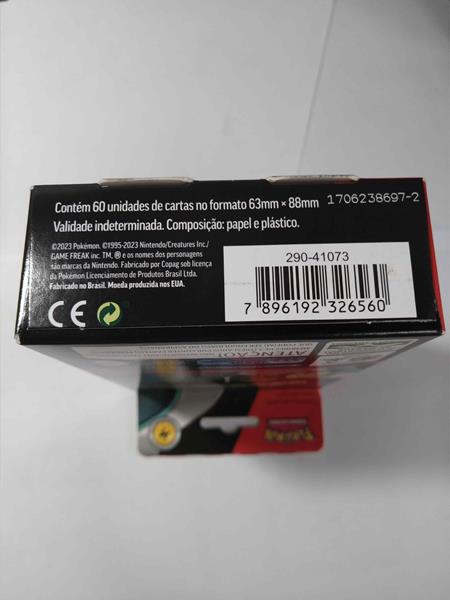 Contém 60 unidades de cartas no formato 63mm × 88mm 1706238697-2
Validade indeterminada. Composição: papel e plástico.
©2023 Pokémon. ©1995-2023 Nintendo/Creatures Inc./
GAME FREAK inc. TM, ® e os nomes dos personagens
são marcas da Nintendo. Fabricado por Copag sob licença
da Pokémon Licenciamento de Produtos Brasil Ltda.
Fabricado no Brasil. Moeda produzida nos EUA.
290-41073
7 896192 326560
CE
ATENÇÃO!
POKÉMON